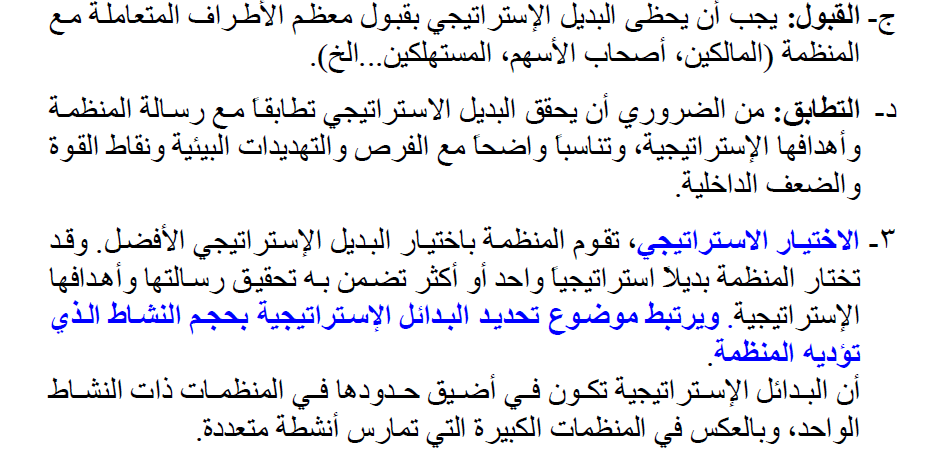 ج- القبول: يجب أن يحظى البديل الإستراتيجي بقبول معظم الأطراف المتعاملة مع
المنظمة (المالكين، أصحاب الأسهم، المستهلكين...الخ).
د- التطابق: من الضروري أن يحقق البديل الاستراتيجي تطابقاً مع رسالة المنظمة
وأهدافها الإستراتيجية، وتناسباً واضحاً مع الفرص والتهديدات البيئية ونقاط القوة
والضعف الداخلية.
٣- الاختيار الاستراتيجي، تقوم المنظمة باختيار البديل الإستراتيجي الأفضل. وقد
تختار المنظمة بديلاً استراتيجياً واحد أو أكثر تضمن به تحقيق رسالتها وأهدافها
الإستراتيجية. ويرتبط موضوع تحديد البدائل الإستراتيجية بحجم النشاط الذي
تؤديه المنظمة.
أن البدائل الإستراتيجية تكون في أضيق حدودها في المنظمات ذات النشاط
الواحد، وبالعكس في المنظمات الكبيرة التي تمارس أنشطة متعددة.